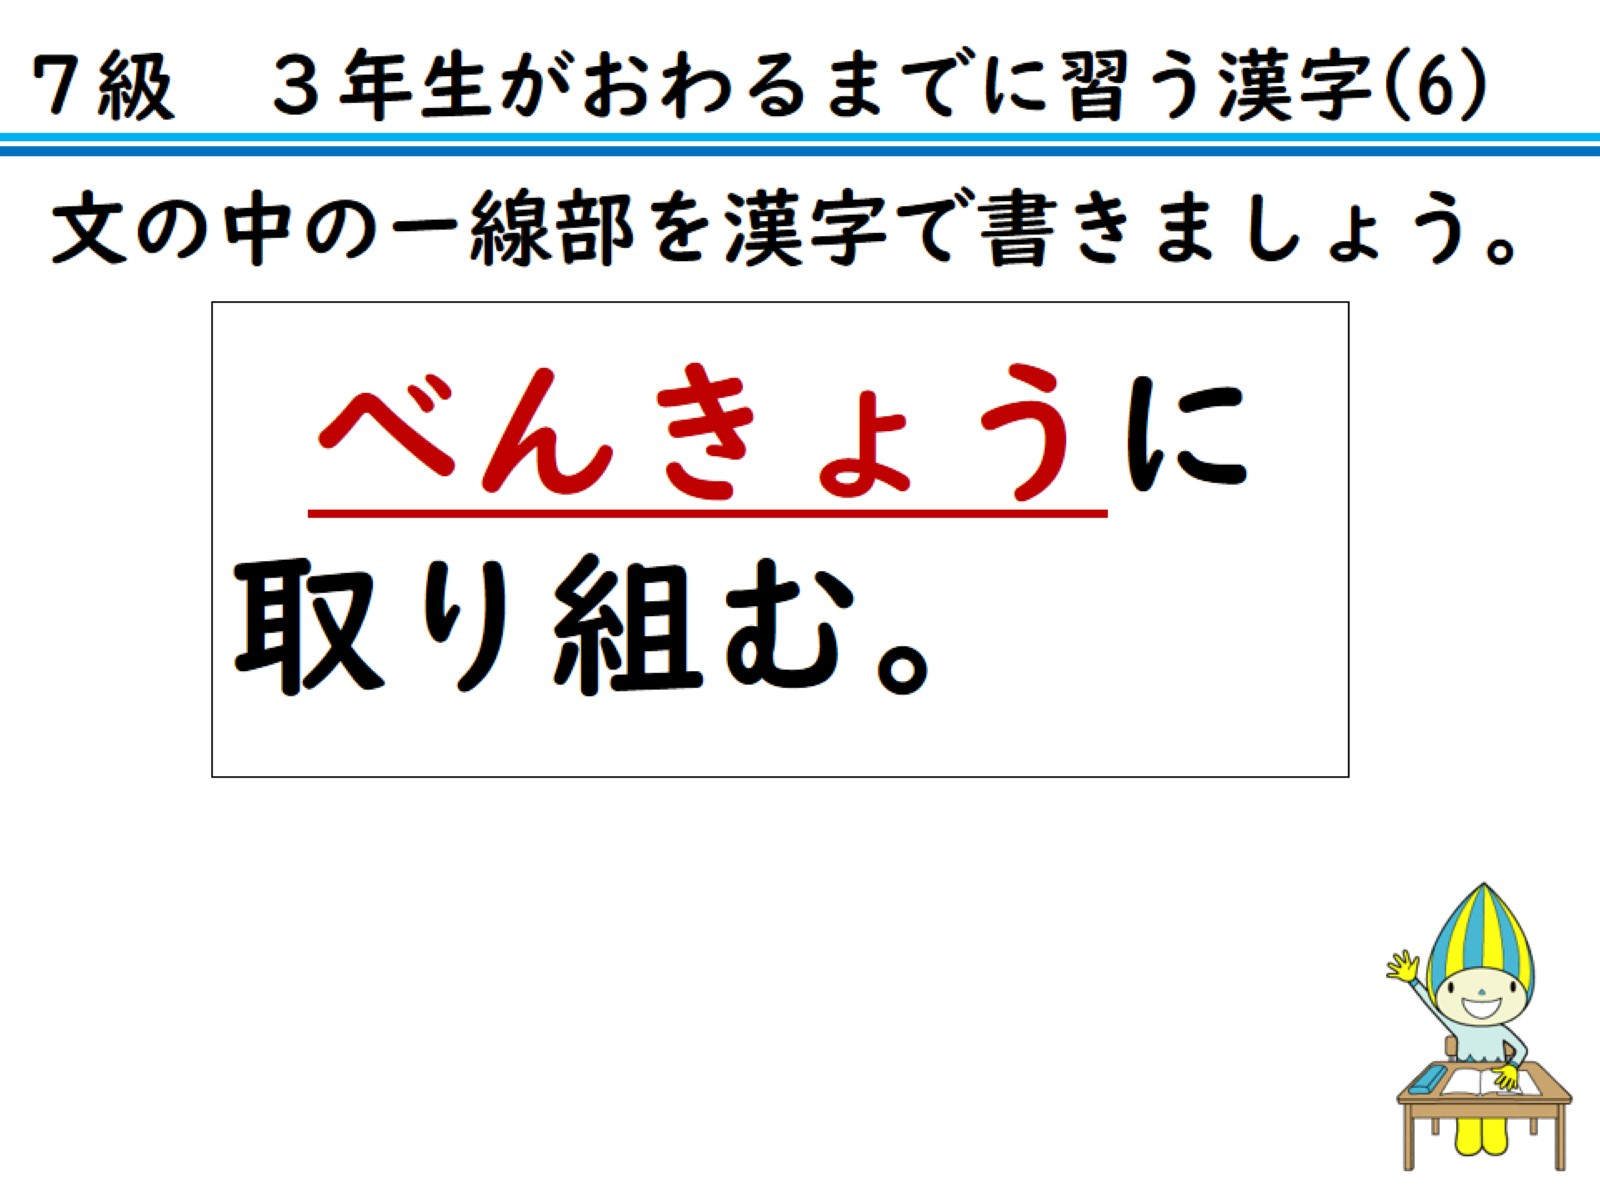 ７級　３年生がおわるまでに習う漢字(6)
文の中の一線部を漢字で書きましょう。
べんきょうに
取り組む。